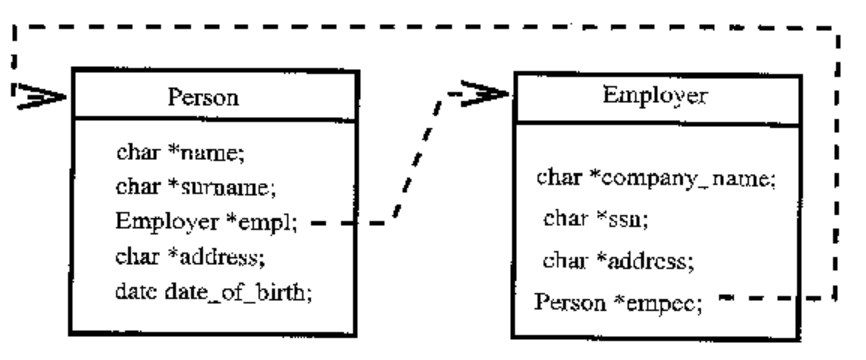 Person
char *name;
char *surname;
Employer *empl;
char *address;
date date_of_birth;
Employer
char *company_name;
char *ssn;
char *address;
Person *empee;